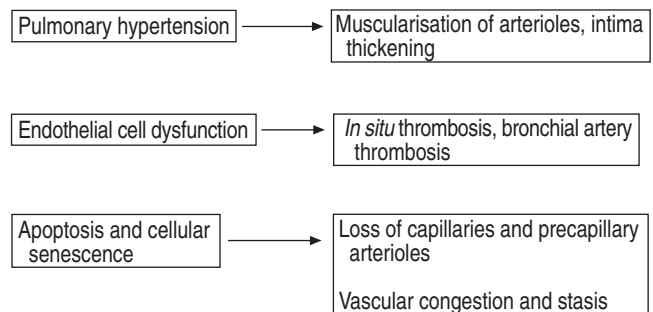 Pulmonary hypertension
Muscularisation of arterioles, intima
thickening
Endothelial cell dysfunction
In situ thrombosis, bronchial artery
thrombosis
Apoptosis and cellular
senescence
Loss of capillaries and precapillary
arterioles
Vascular congestion and stasis